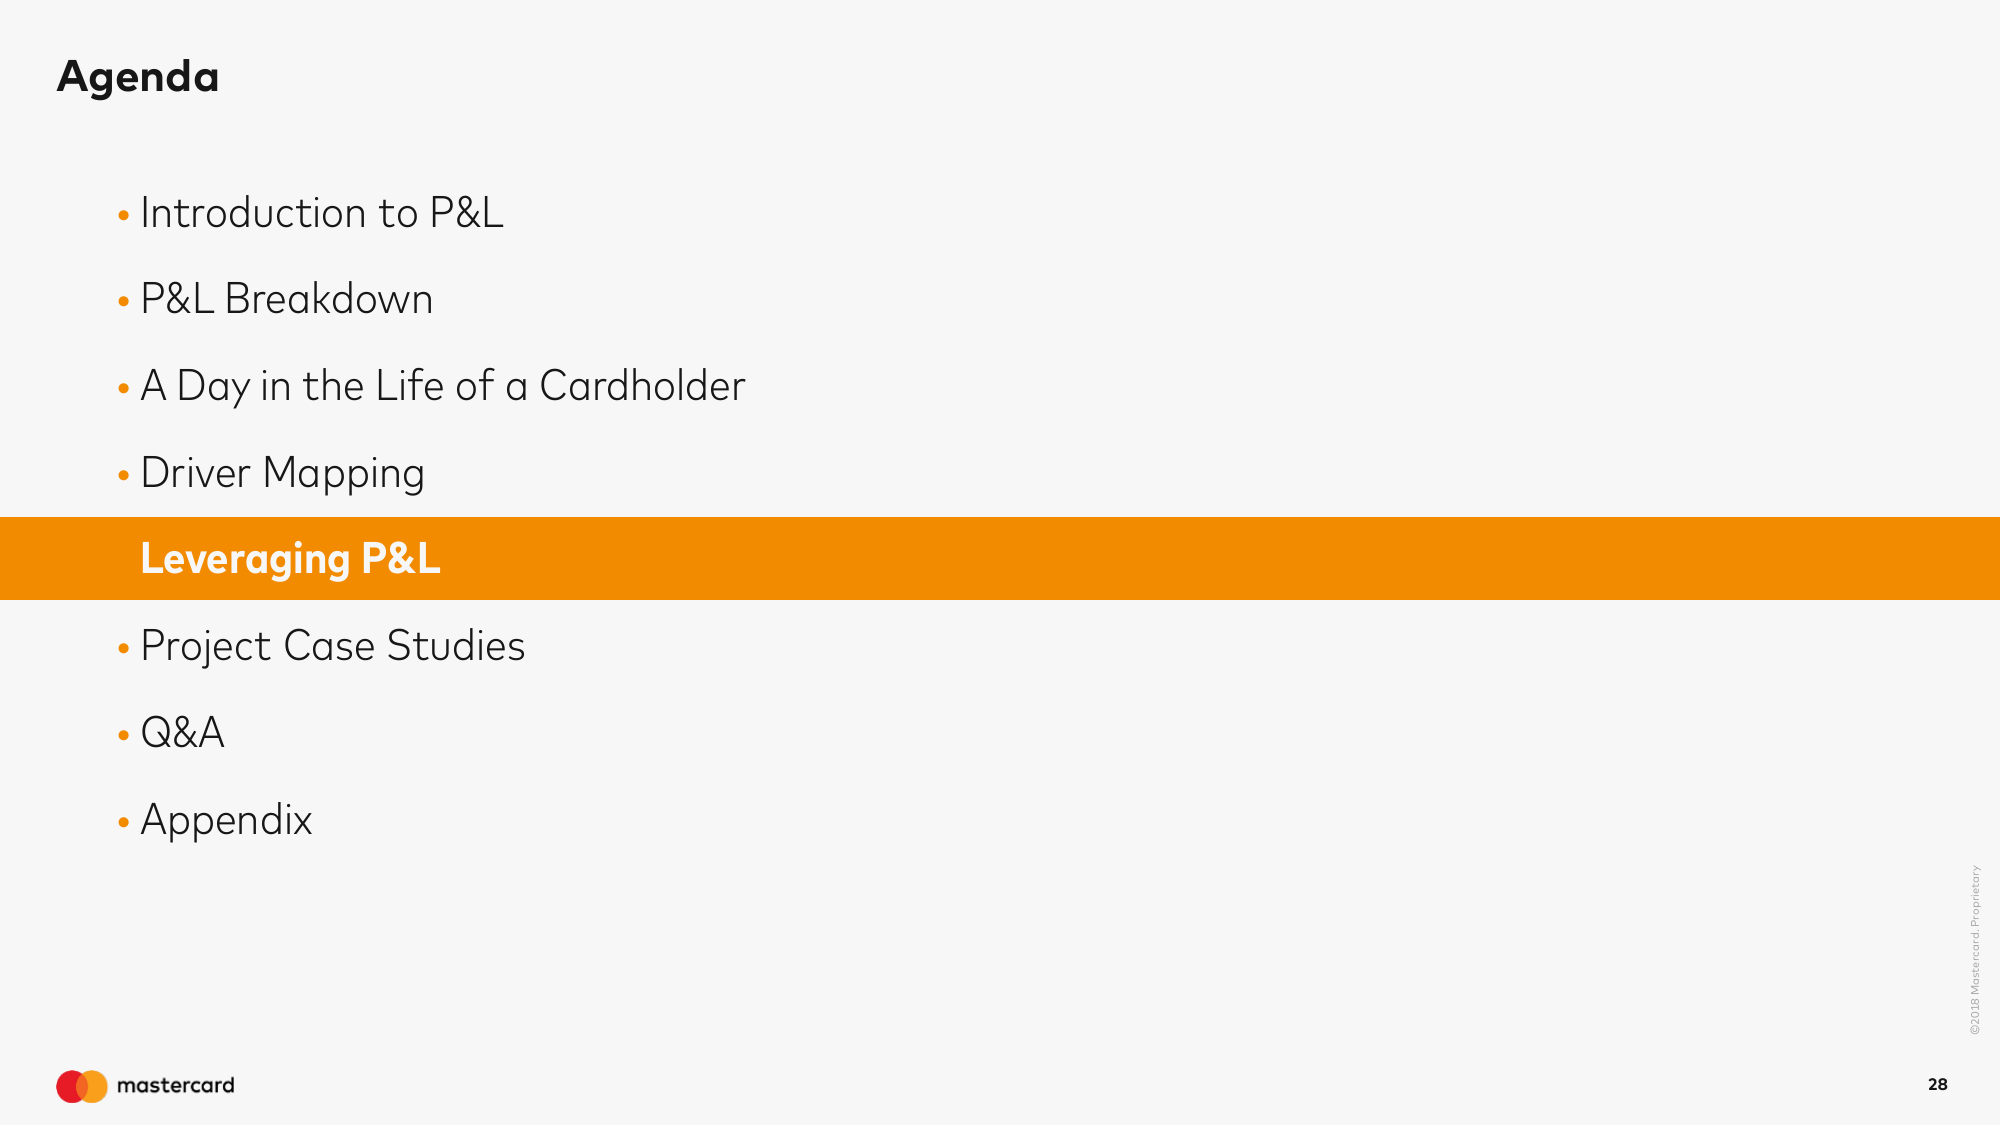 Agenda
• Introduction to P&L
• P&L Breakdown
• A Day in the Life of a Cardholder
• Driver Mapping
Leveraging P&L
• Project Case Studies
• Q&A
• Appendix
©2018 Mastercard. Proprietary
mastercard
28